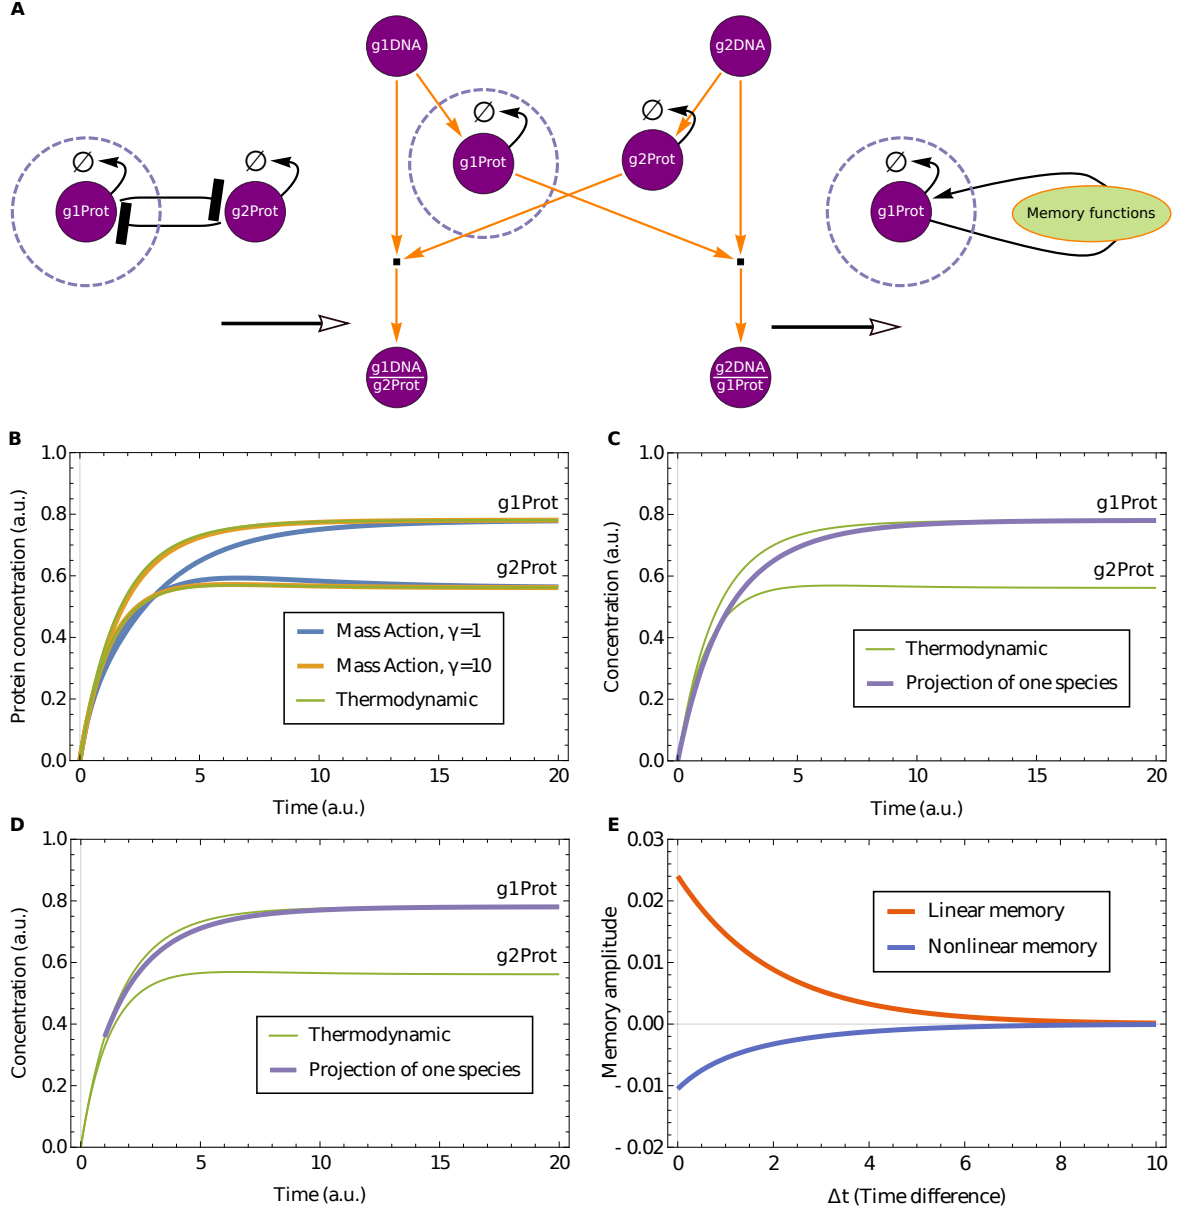 A
g1DNA
g2DNA
∅
∅
g1Prot
g2Prot
∅
∅
∅
g1Prot
g2Prot
g1Prot
Memory functions
g1DNA
g2Prot
g2DNA
g1Prot
B
1.0
0.8
0.6
0.4
0.2
0.0
Protein concentration (a.u.)
g1Prot
g2Prot
Mass Action, γ=1
Mass Action, γ=10
Thermodynamic
0
5
10
15
20
Time (a.u.)
C
1.0
0.8
0.6
0.4
0.2
0.0
Concentration (a.u.)
g1Prot
g2Prot
Thermodynamic
Projection of one species
0
5
10
15
20
Time (a.u.)
D
1.0
0.8
0.6
0.4
0.2
0.0
Concentration (a.u.)
g1Prot
g2Prot
Thermodynamic
Projection of one species
0
5
10
15
20
Time (a.u.)
E
0.03
0.02
0.01
0.00
- 0.01
- 0.02
Memory amplitude
Linear memory
Nonlinear memory
0
2
4
6
8
10
Δt (Time difference)